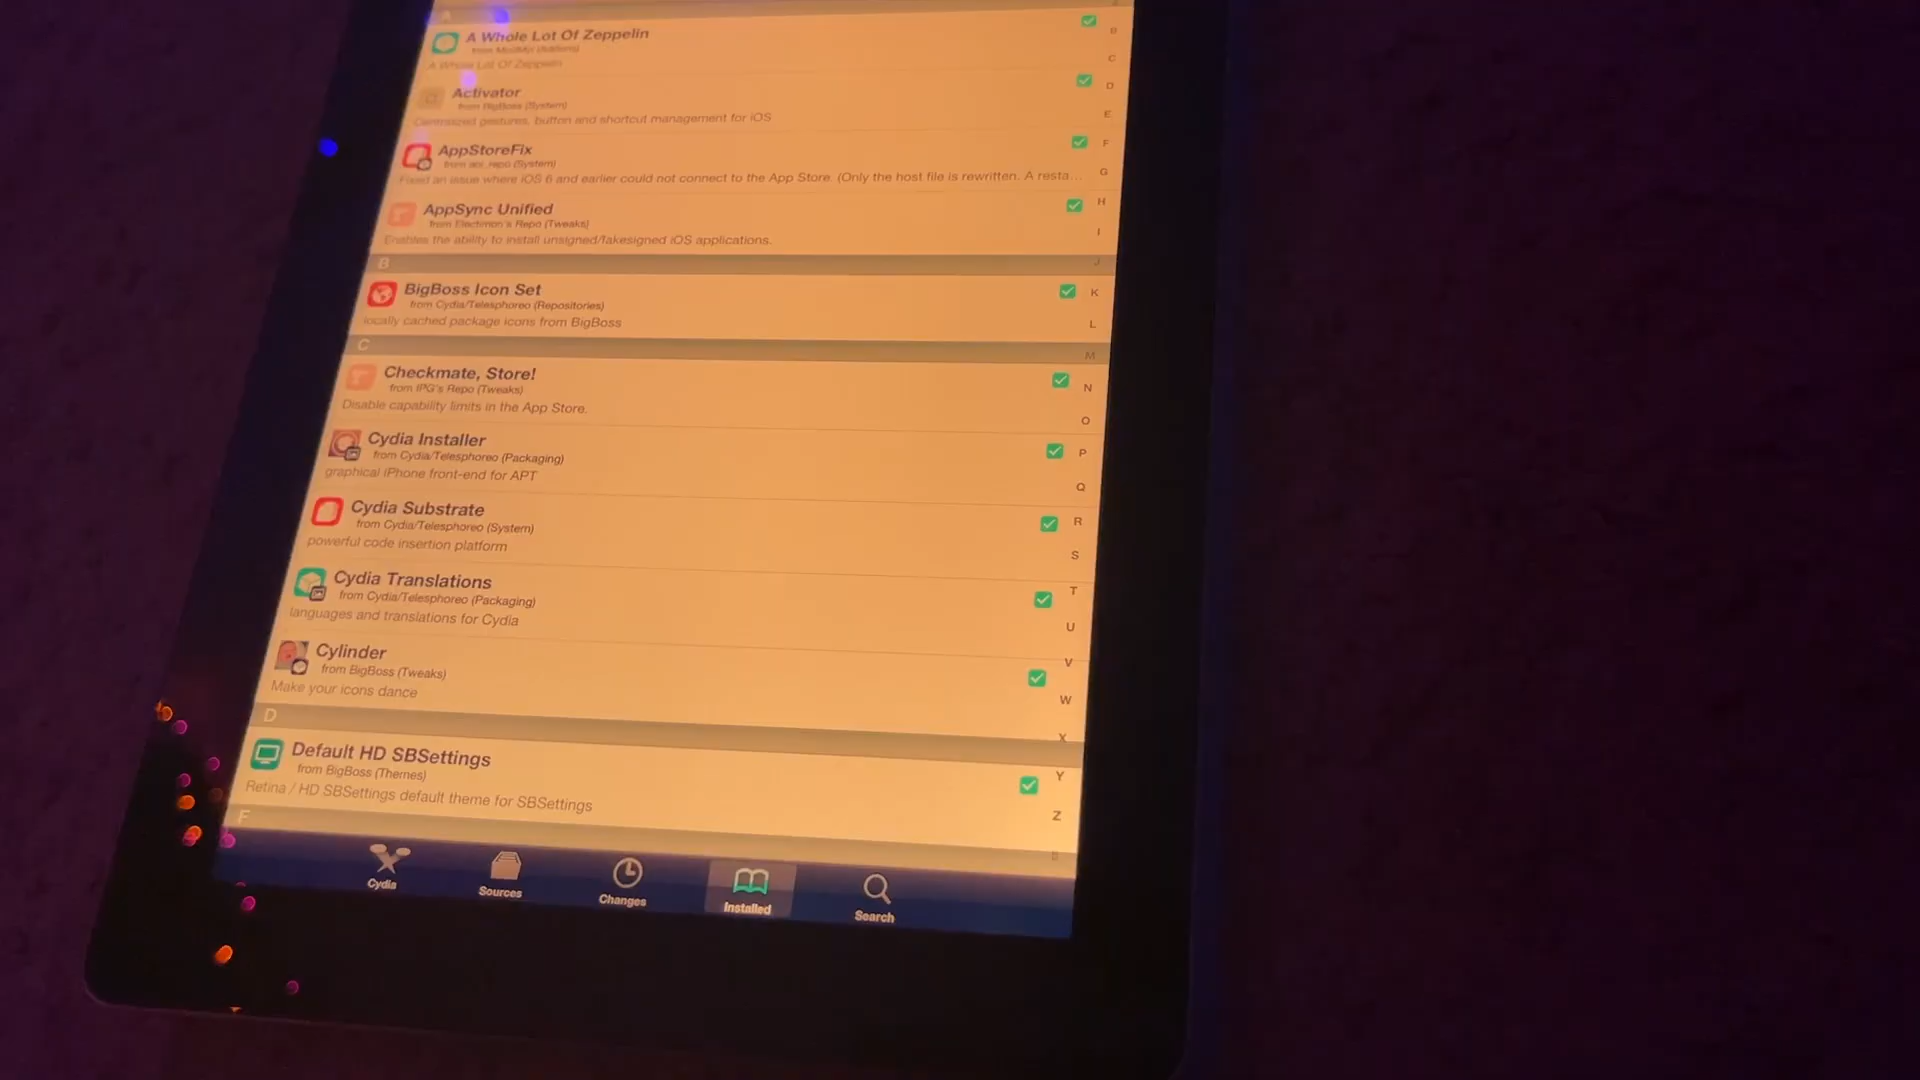 A
A Whole Lot Of Zeppelin
A Whole Lot Of Zeppelin
Activator
from BigBoss (System)
Centralized gestures, button and shortcut management for iOS
AppStoreFix
(System)
Fixed an issue where iOS 6 and earlier could not connect to the App Store. (Only the host file is rewritten. A resta...
AppSync Unified
from Electimon's Repo (Tweaks)
Enables the ability to install unsigned/fakesigned iOS applications.
B
BigBoss Icon Set
from Cydia/Telesphoreo (Repositories)
locally cached package icons from BigBoss
C
Checkmate, Store!
from IPG's Repo (Tweaks)
Disable capability limits in the App Store.
Cydia Installer
from Cydia/Telesphoreo (Packaging)
graphical iPhone front-end for APT
Cydia Substrate
from Cydia/Telesphoreo (System)
powerful code insertion platform
Cydia Translations
from Cydia/Telesphoreo (Packaging)
languages and translations for Cydia
Cylinder
from BigBoss (Tweaks)
Make your icons dance
D
Default HD SBSettings
from BigBoss (Themes)
Retina / HD SBSettings default theme for SBSettings
F
B
C
D
E
F
G
H
I
J
K
L
M
N
O
P
Q
R
S
T
U
V
W
X
Y
Z
Cydia
Sources
Changes
Installed
Search